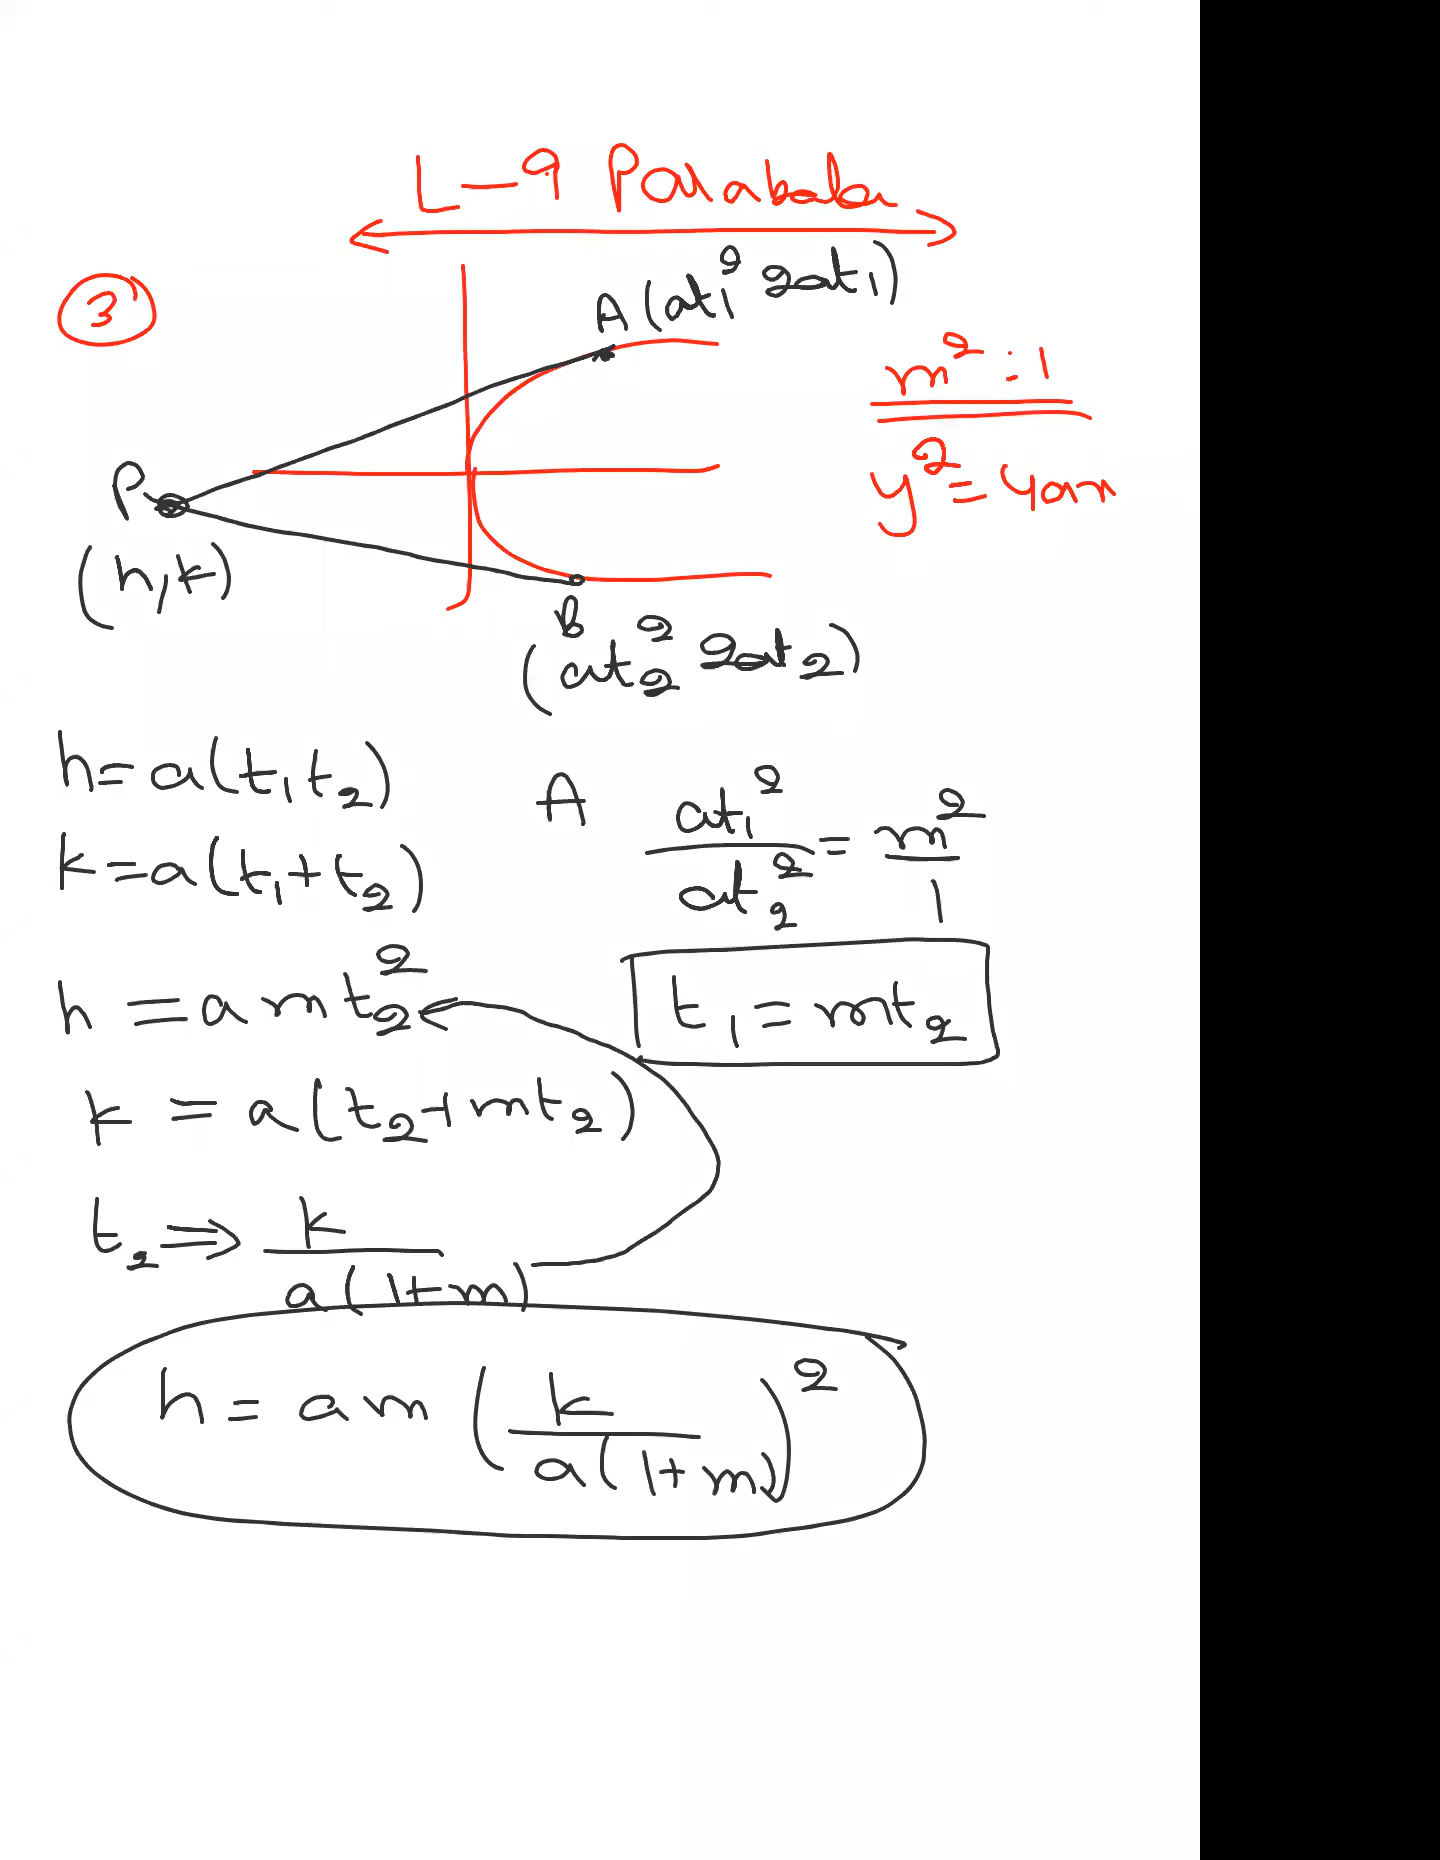 L-9 Parabola
③
A (at₁² 2at₁)
m² : 1
y² = 4ax
P
(h,k)
B
(at₂² 2at₂)
h = a(t₁t₂)
k = a(t₁+t₂)
A at₁²/at₂² = m²/1
t₁ = mt₂
h = amt₂²
k = a(t₂+mt₂)
t₂ ⇒ k/a(1+m)
h = am (k/a(1+m))²